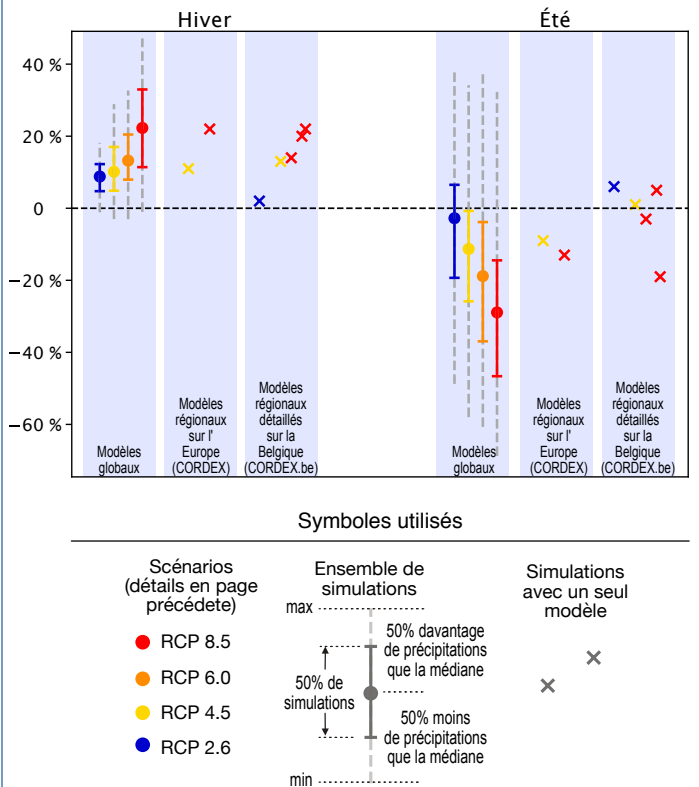 Hiver
Été
40 %
20 %
0
−20 %
−40 %
−60 %
Modèles
globaux
Modèles
régionaux
sur l'
Europe
(CORDEX)
Modèles
régionaux
détaillés
sur la
Belgique
(CORDEX.be)
Modèles
globaux
Modèles
régionaux
sur l'
Europe
(CORDEX)
Modèles
régionaux
détaillés
sur la
Belgique
(CORDEX.be)
Symboles utilisés
Scénarios
(détails en page
précédete)
RCP 8.5
RCP 6.0
RCP 4.5
RCP 2.6
Ensemble de
simulations
max
50% davantage
de précipitations
que la médiane
50% de
simulations
50% moins
de précipitations
que la médiane
min
Simulations
avec un seul
modèle